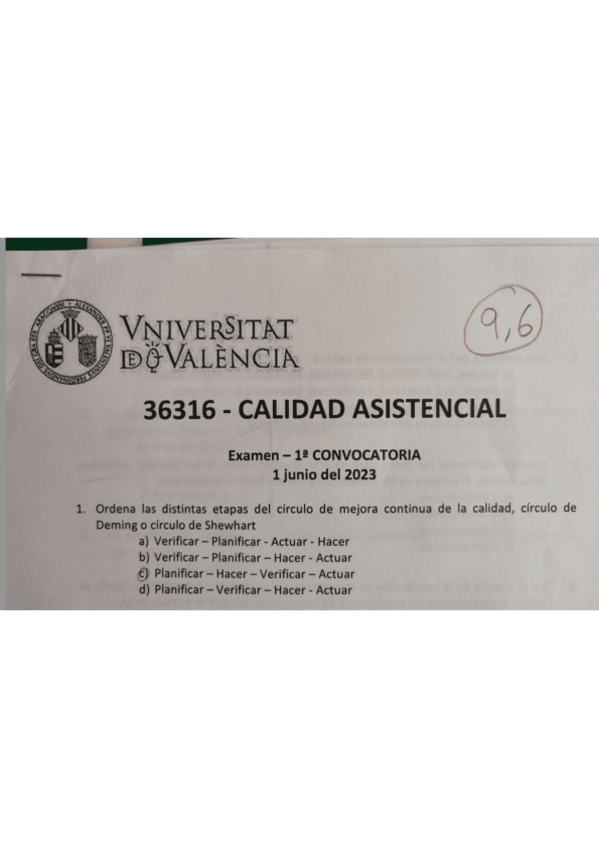 9,6
VNIVERSITAT
DE Q VALÈNCIA
36316 - CALIDAD ASISTENCIAL
Examen – 1ª CONVOCATORIA
1 junio del 2023
1. Ordena las distintas etapas del círculo de mejora continua de la calidad, círculo de
Deming o círculo de Shewhart
a) Verificar – Planificar - Actuar - Hacer
b) Verificar – Planificar – Hacer - Actuar
c) Planificar – Hacer – Verificar – Actuar
d) Planificar – Verificar – Hacer - Actuar